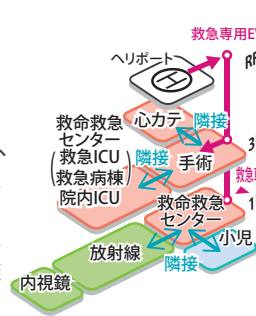 救急専用EV
ヘリポート
RF
H
心カテ
隣接
救命救急
センター
救急ICU
救急病棟
院内ICU
隣接
手術
3
救急
救命救急
センター
1
小児
放射線
隣接
内視鏡